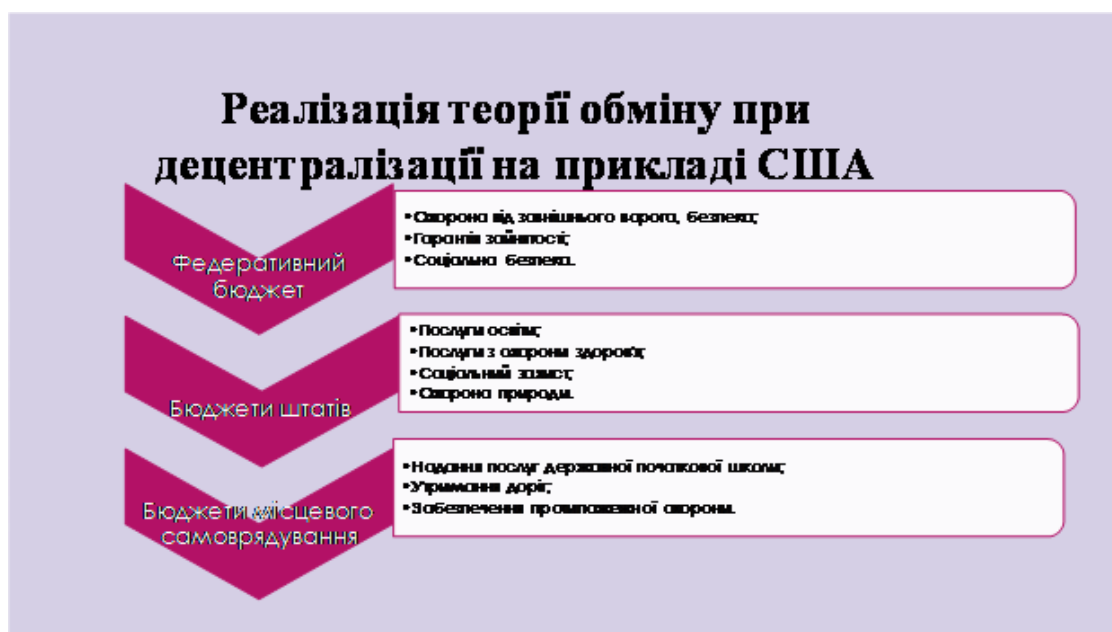 Реалізація теорії обміну при
децентралізації на прикладі США
Федеративний
бюджет
•Охорона від зовнішнього ворога, безпека;
•Гарантія зайнятості;
•Соціальна безпека.
Бюджети штатів
•Послуги освіти;
•Послуги з охорони здоров'я;
•Соціальний захист;
•Охорона природи.
Бюджети місцевого
самоврядування
•Надання послуг державної початкової школи;
•Утримання доріг;
•Забезпечення протипожежної охорони.